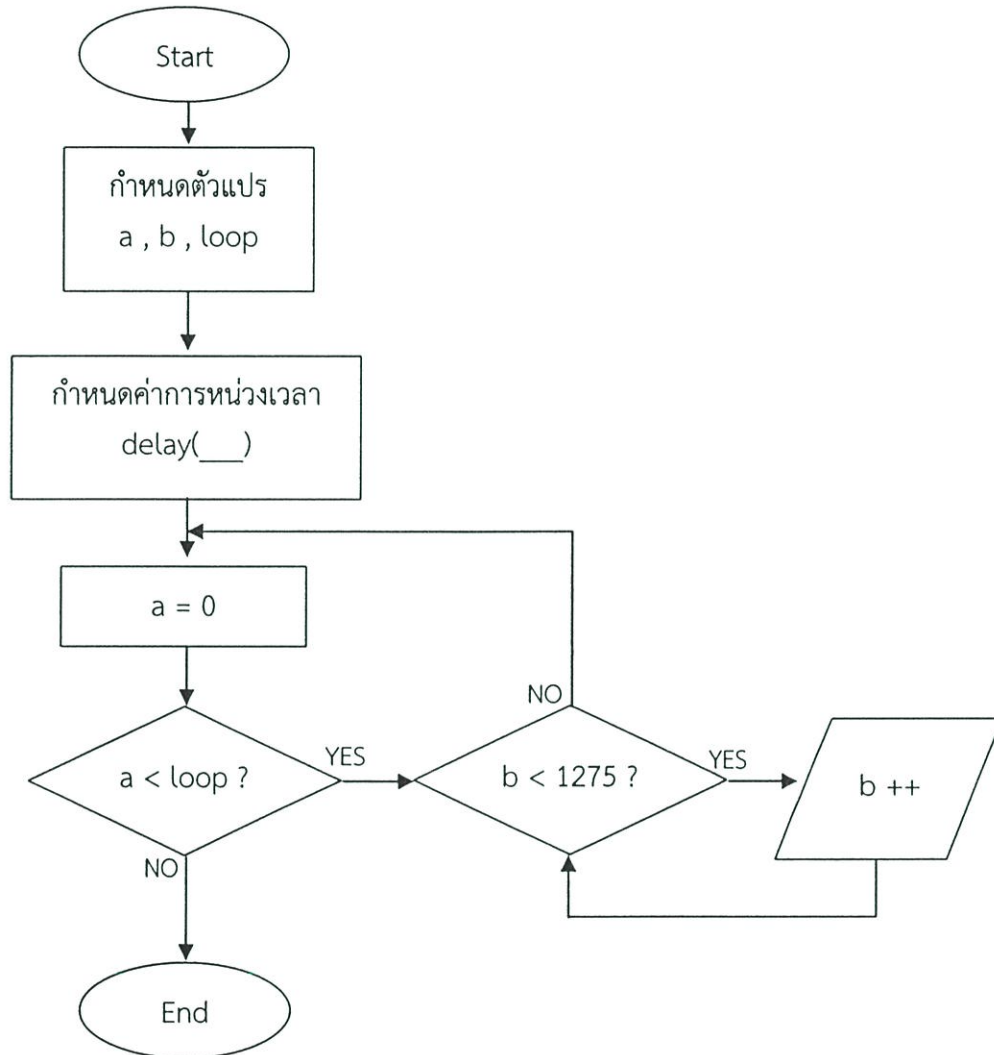 Start
กำหนดตัวแปร
a , b , loop
กำหนดค่าการหน่วงเวลา
delay(___)
a = 0
a < loop ?
YES
NO
b < 1275 ?
NO
YES
b ++
End